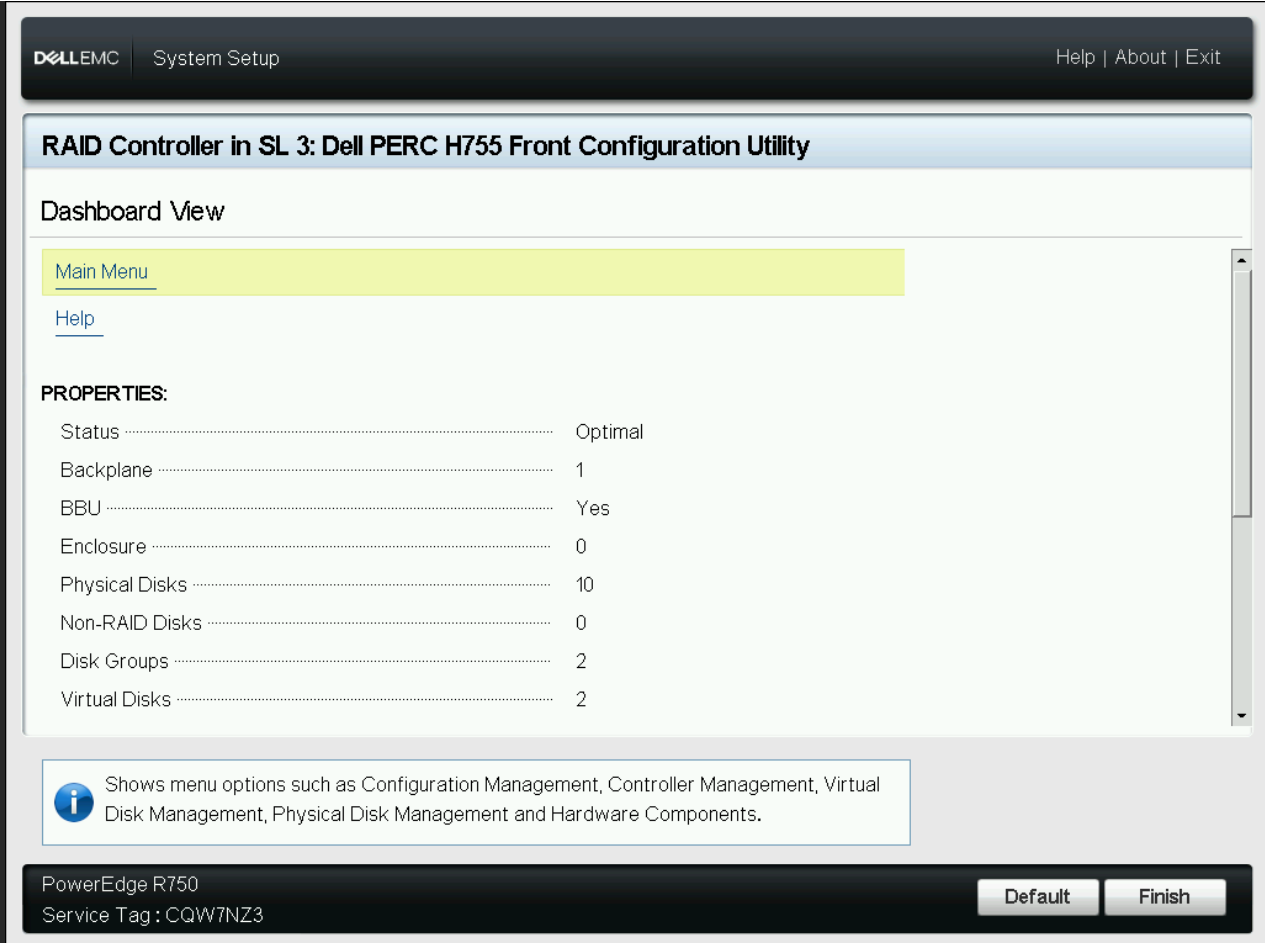 DELLEMC System Setup Help | About | Exit
RAID Controller in SL 3: Dell PERC H755 Front Configuration Utility
Dashboard View
Main Menu
Help
PROPERTIES:
Status Optimal
Backplane 1
BBU Yes
Enclosure 0
Physical Disks 10
Non-RAID Disks 0
Disk Groups 2
Virtual Disks 2
Shows menu options such as Configuration Management, Controller Management, Virtual
Disk Management, Physical Disk Management and Hardware Components.
PowerEdge R750
Service Tag : CQW7NZ3
Default Finish